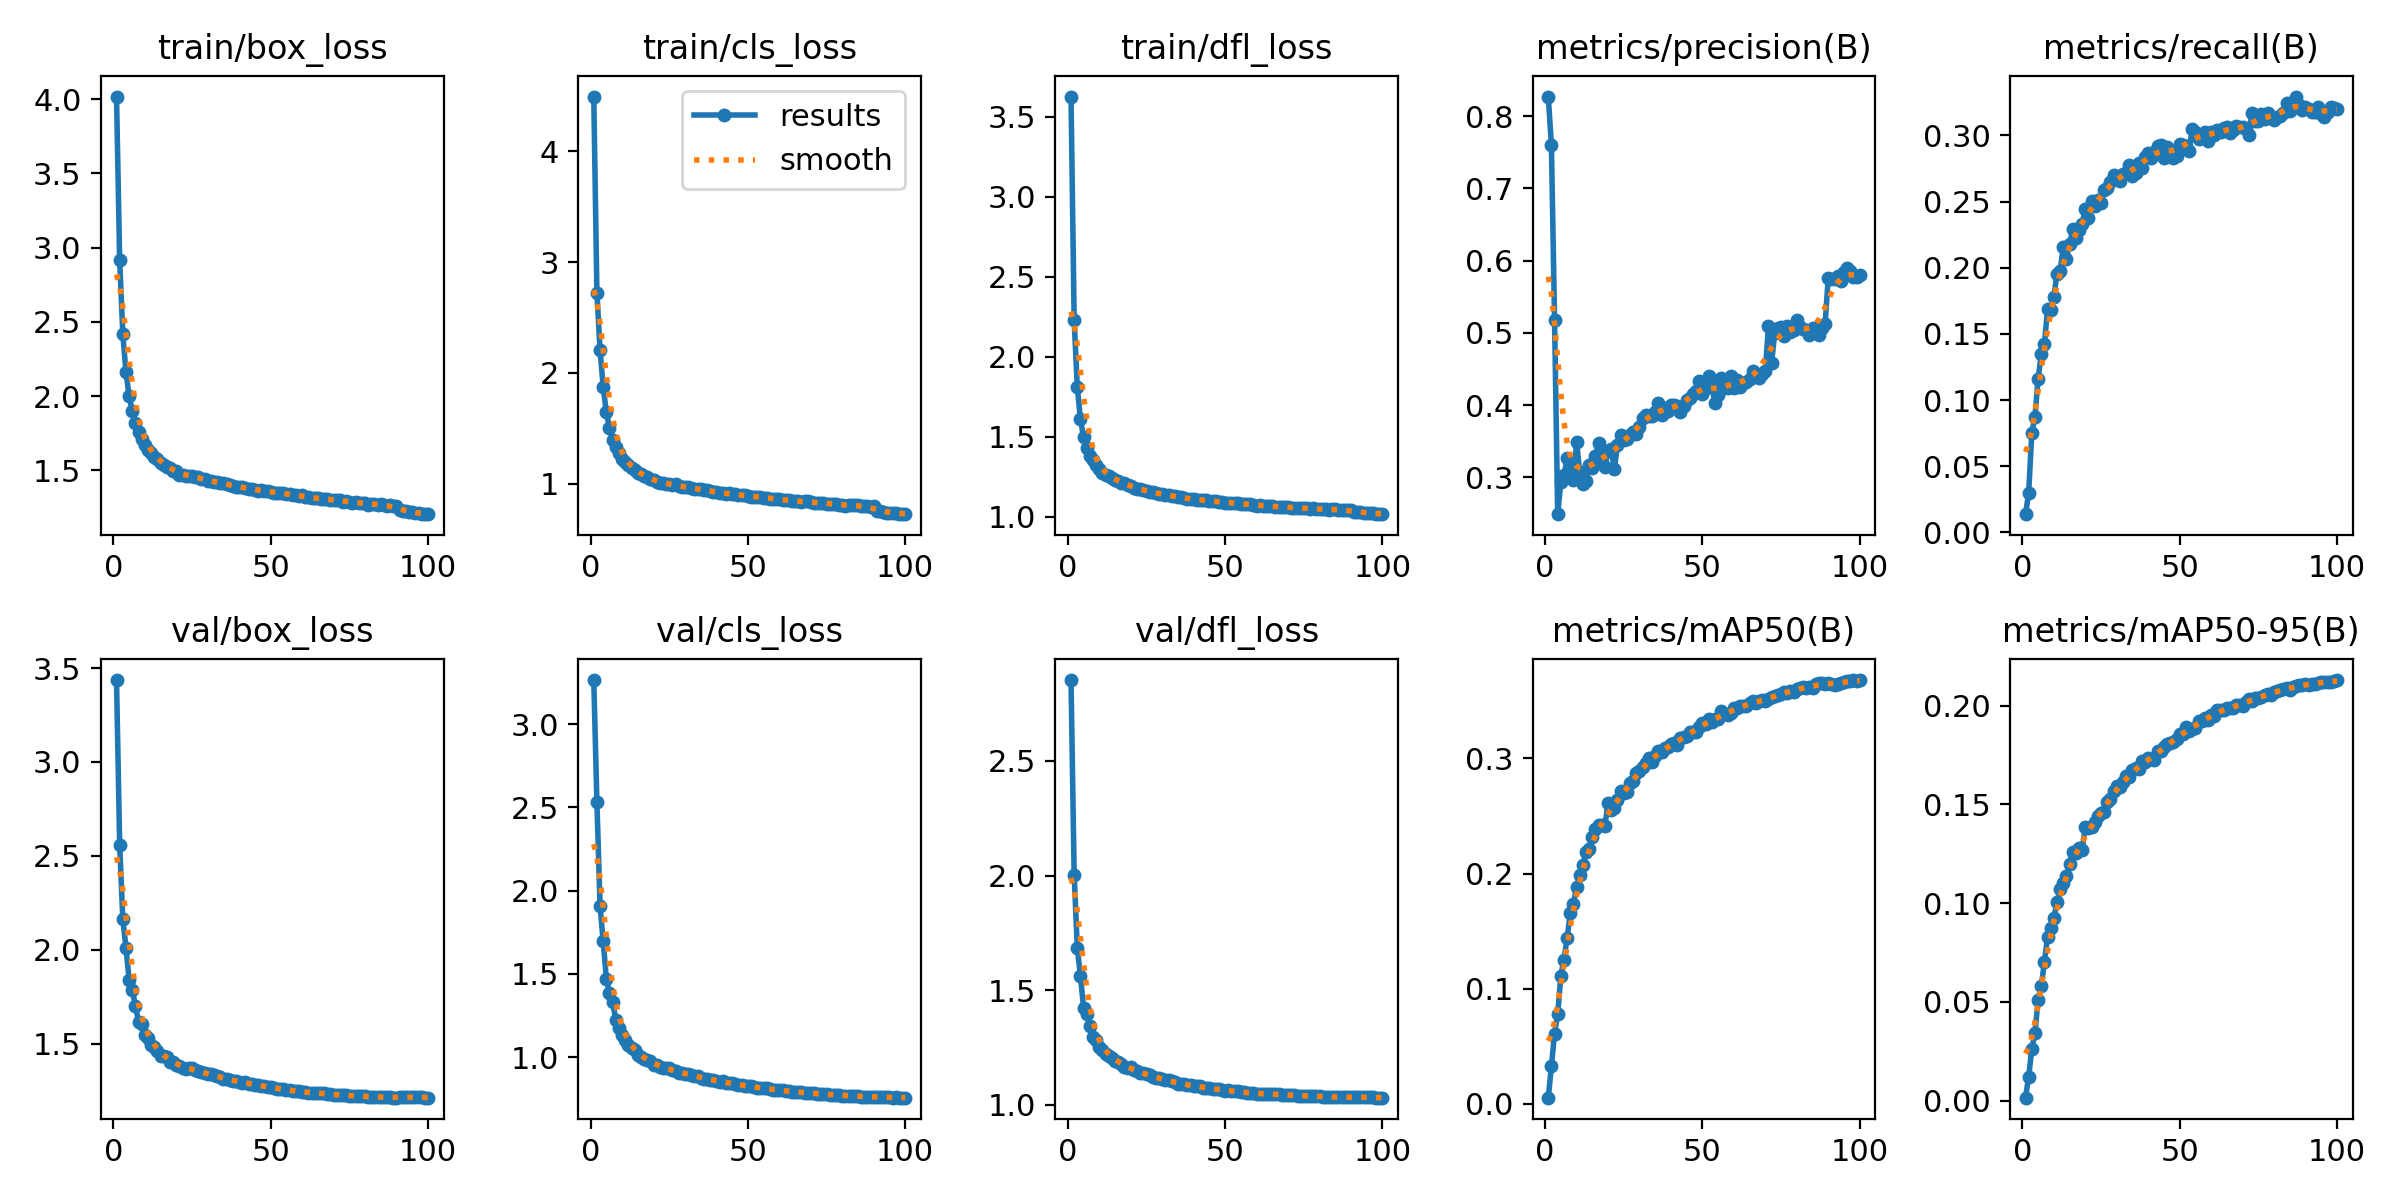 train/box_loss
4.0
3.5
3.0
2.5
2.0
1.5
0 50 100
train/cls_loss
results
smooth
4
3
2
1
0 50 100
train/dfl_loss
3.5
3.0
2.5
2.0
1.5
1.0
0 50 100
metrics/precision(B)
0.8
0.7
0.6
0.5
0.4
0.3
0 50 100
metrics/recall(B)
0.30
0.25
0.20
0.15
0.10
0.05
0.00
0 50 100
val/box_loss
3.5
3.0
2.5
2.0
1.5
0 50 100
val/cls_loss
3.0
2.5
2.0
1.5
1.0
0 50 100
val/dfl_loss
2.5
2.0
1.5
1.0
0 50 100
metrics/mAP50(B)
0.3
0.2
0.1
0.0
0 50 100
metrics/mAP50-95(B)
0.20
0.15
0.10
0.05
0.00
0 50 100